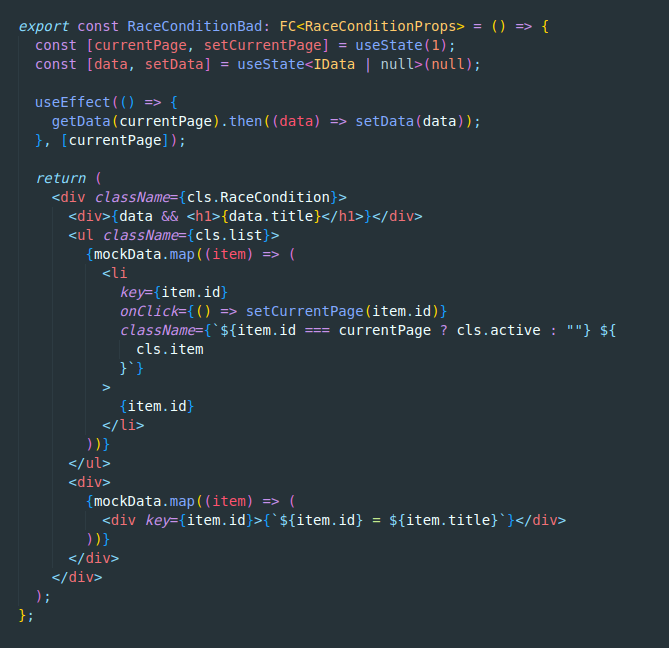 export const RaceConditionBad: FC<RaceConditionProps> = () => {
  const [currentPage, setCurrentPage] = useState(1);
  const [data, setData] = useState<IData | null>(null);

  useEffect(() => {
    getData(currentPage).then((data) => setData(data));
  }, [currentPage]);

  return (
    <div className={cls.RaceCondition}>
      <div>{data && <h1>{data.title}</h1>}</div>
      <ul className={cls.list}>
        {mockData.map((item) => (
          <li
            key={item.id}
            onClick={() => setCurrentPage(item.id)}
            className={`${item.id === currentPage ? cls.active : ""} ${
              cls.item
            }`}
          >
            {item.id}
          </li>
        ))}
      </ul>
      <div>
        {mockData.map((item) => (
          <div key={item.id}>{`${item.id} = ${item.title}`}</div>
        ))}
      </div>
    </div>
  );
};